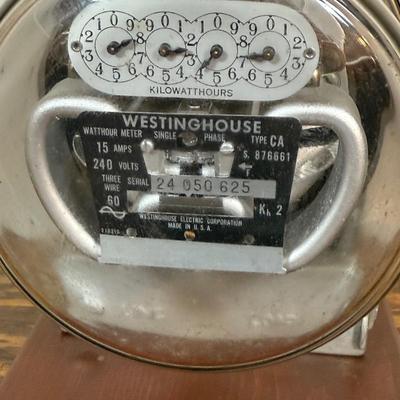 KILOWATTHOURS
WESTINGHOUSE
WATTHOUR METER SINGLE PHASE TYPE CA
15 AMPS S. 876661
240 VOLTS
THREE WIRE SERIAL 24 050 625
60 Kh 2
WESTINGHOUSE ELECTRIC CORPORATION
MADE IN U.S.A.